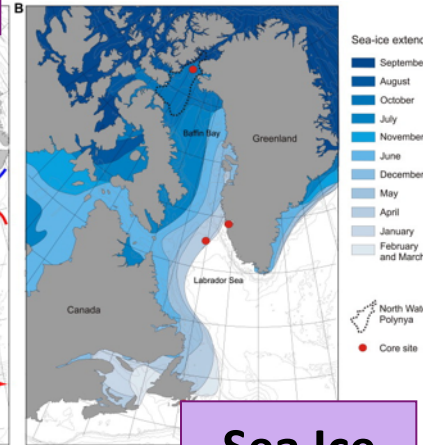 B
Sea-ice extend
September
August
October
July
November
June
December
May
April
January
February
and March
Baffin Bay
Greenland
Labrador Sea
Canada
North Wate
Polynya
Core site
Sea Ice